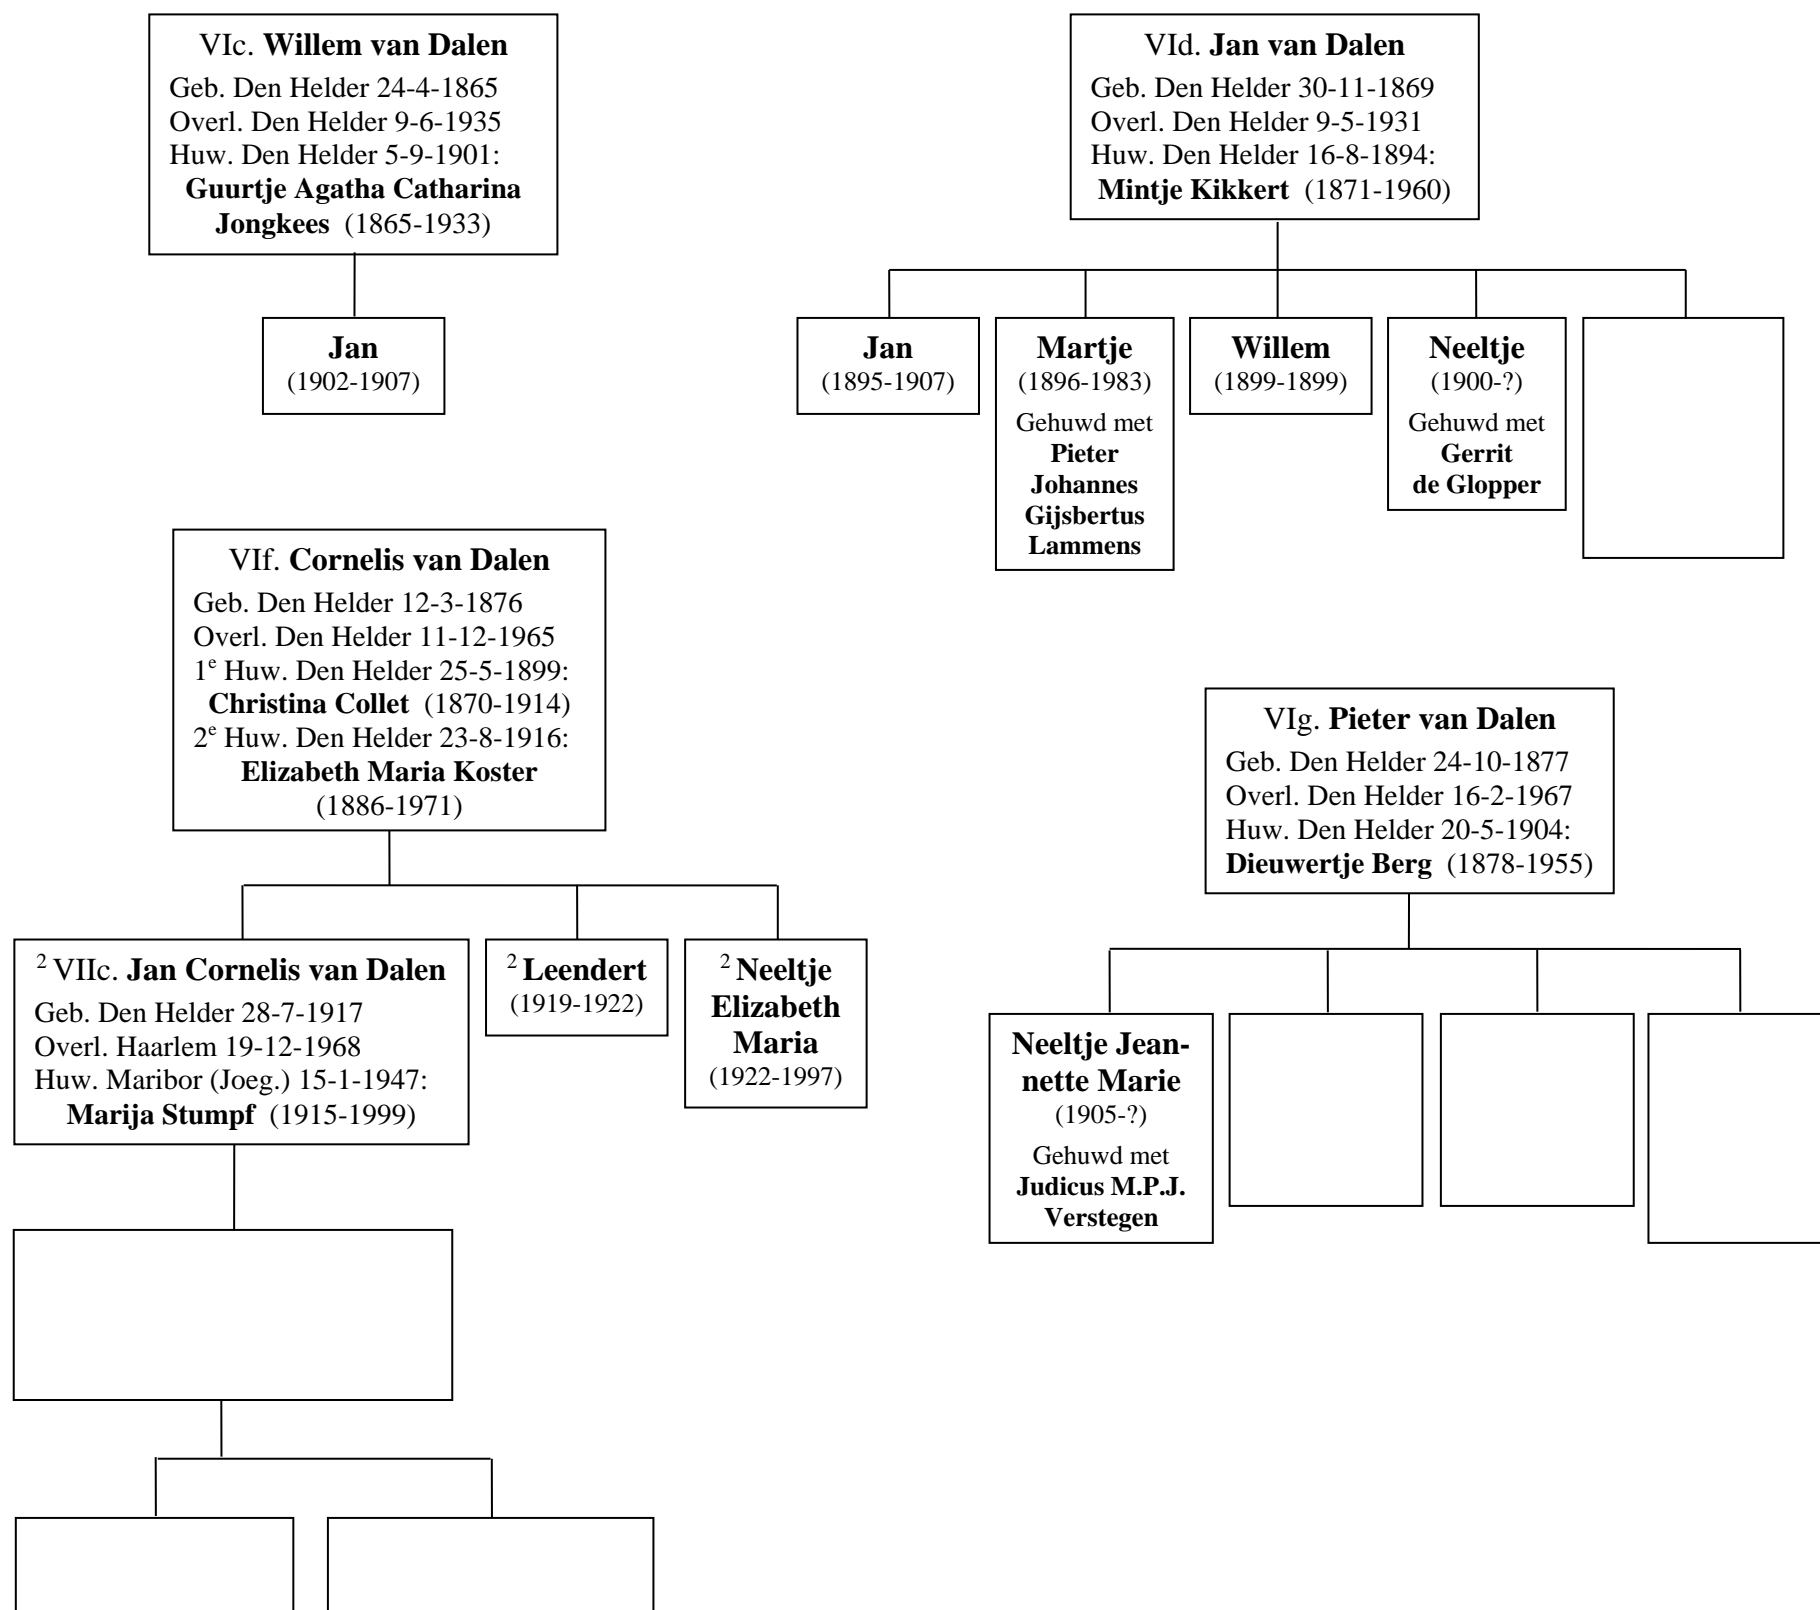 VIc. Willem van Dalen
Geb. Den Helder 24-4-1865
Overl. Den Helder 9-6-1935
Huw. Den Helder 5-9-1901:
Guurtje Agatha Catharina
Jongkees (1865-1933)
Jan
(1902-1907)
VId. Jan van Dalen
Geb. Den Helder 30-11-1869
Overl. Den Helder 9-5-1931
Huw. Den Helder 16-8-1894:
Mintje Kikkert (1871-1960)
Jan
(1895-1907)
Martje
(1896-1983)
Gehuwd met
Pieter
Johannes
Gijsbertus
Lammens
Willem
(1899-1899)
Neeltje
(1900-?)
Gehuwd met
Gerrit
de Glopper
VIf. Cornelis van Dalen
Geb. Den Helder 12-3-1876
Overl. Den Helder 11-12-1965
1e Huw. Den Helder 25-5-1899:
Christina Collet (1870-1914)
2e Huw. Den Helder 23-8-1916:
Elizabeth Maria Koster
(1886-1971)
2 VIIc. Jan Cornelis van Dalen
Geb. Den Helder 28-7-1917
Overl. Haarlem 19-12-1968
Huw. Maribor (Joeg.) 15-1-1947:
Marija Stumpf (1915-1999)
2 Leendert
(1919-1922)
2 Neeltje
Elizabeth
Maria
(1922-1997)
VIg. Pieter van Dalen
Geb. Den Helder 24-10-1877
Overl. Den Helder 16-2-1967
Huw. Den Helder 20-5-1904:
Dieuwertje Berg (1878-1955)
Neeltje Jean-
nette Marie
(1905-?)
Gehuwd met
Judicus M.P.J.
Verstegen